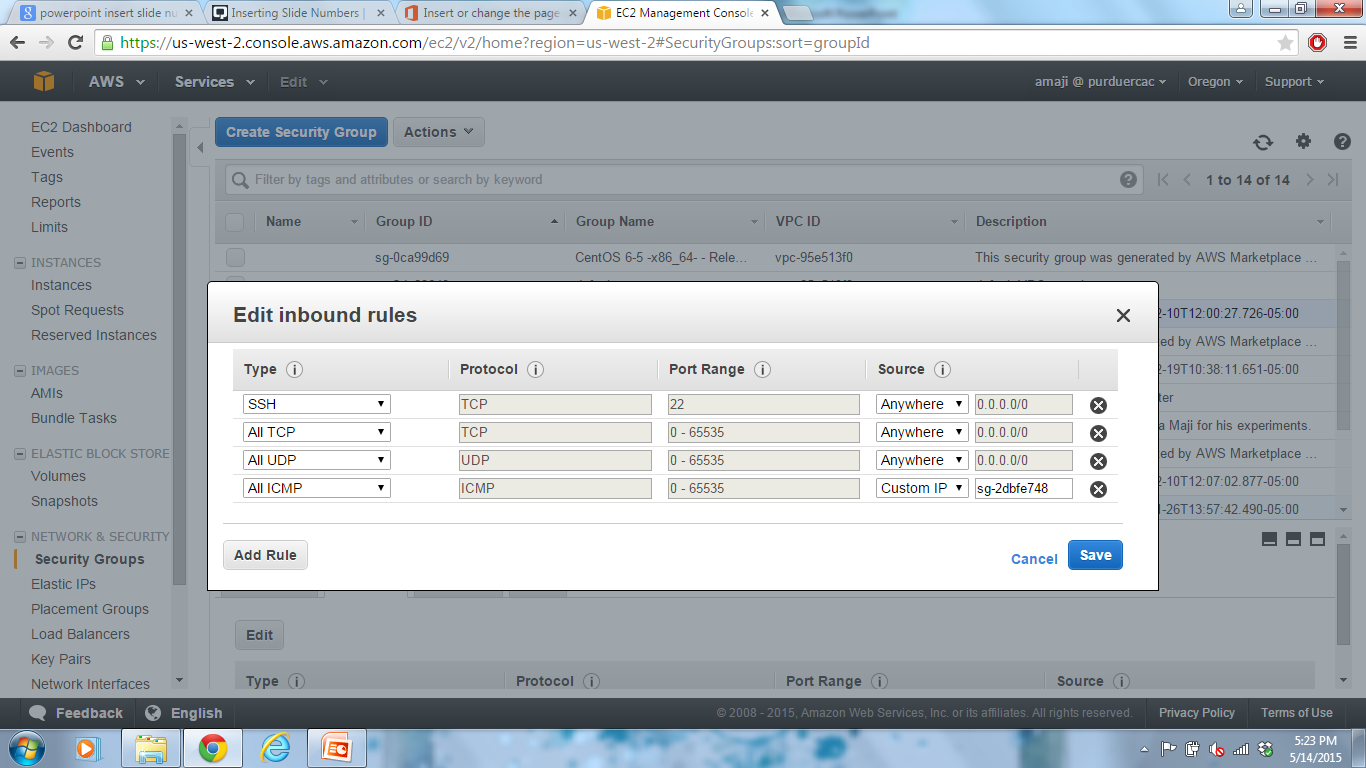 powerpoint insert slide nu
Inserting Slide Numbers |
Insert or change the page
EC2 Management Console
https://us-west-2.console.aws.amazon.com/ec2/v2/home?region=us-west-2#SecurityGroups:sort=groupId
AWS Services Edit amaji @ purduercac Oregon Support
EC2 Dashboard
Events
Tags
Reports
Limits
INSTANCES
Instances
Spot Requests
Reserved Instances
IMAGES
AMIs
Bundle Tasks
ELASTIC BLOCK STORE
Volumes
Snapshots
NETWORK & SECURITY
Security Groups
Elastic IPs
Placement Groups
Load Balancers
Key Pairs
Network Interfaces
Create Security Group Actions
Filter by tags and attributes or search by keyword 1 to 14 of 14
Name Group ID Group Name VPC ID Description
sg-0ca99d69 CentOS 6-5 -x86_64- - Rele... vpc-95e513f0 This security group was generated by AWS Marketplace ...
2-10T12:00:27.726-05:00
ed by AWS Marketplace ...
2-19T10:38:11.651-05:00
ter
a Maji for his experiments.
ed by AWS Marketplace ...
2-10T12:07:02.877-05:00
1-26T13:57:42.490-05:00
Edit inbound rules
Type Protocol Port Range Source
SSH TCP 22 Anywhere 0.0.0.0/0
All TCP TCP 0 - 65535 Anywhere 0.0.0.0/0
All UDP UDP 0 - 65535 Anywhere 0.0.0.0/0
All ICMP ICMP 0 - 65535 Custom IP sg-2dbfe748
Add Rule Cancel Save
Edit
Type Protocol Port Range Source
Feedback English © 2008 - 2015, Amazon Web Services, Inc. or its affiliates. All rights reserved. Privacy Policy Terms of Use
5:23 PM
5/14/2015